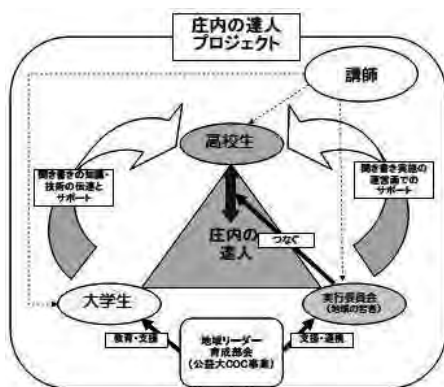 庄内の達人
プロジェクト
講師
高校生
聞き書きの知識・
技術の伝達と
サポート
聞き書き実践の
運営面での
サポート
庄内の
達人
つなぐ
大学生
実行委員会
(地域の若者)
教育・支援
地域リーダー
育成部会
(公益大COC事業)
支援・連携